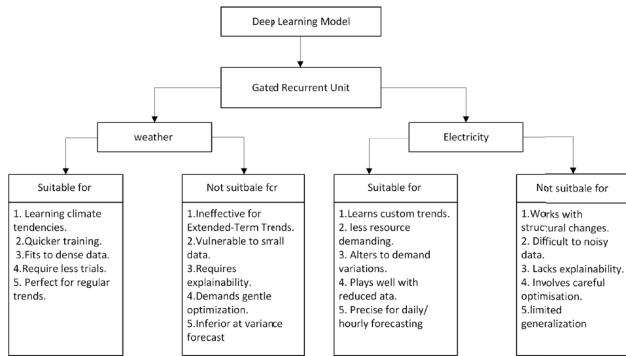 Deep Learning Model
Gated Recurrent Unit
weather
Electricity
Suitable for
1. Learning climate
tendencies.
2.Quicker training.
3.Fits to dense data.
4.Require less trials.
5. Perfect for regular
trends.
Not suitbale for
1.Ineffective for
Extended-Term Trends.
2.Vulnerable to small
data.
3.Requires
explainability.
4.Demands gentle
optimization.
5.Inferior at variance
forecast
Suitable for
1.Learns custom trends.
2. less resource
demanding.
3. Alters to demand
variations.
4. Plays well with
reduced ata.
5. Precise for daily/
hourly forecasting
Not suitbale for
1.Works with
structural changes.
2. Difficult to noisy
data.
3. Lacks explainability.
4. Involves careful
optimisation.
5.limited
generalization